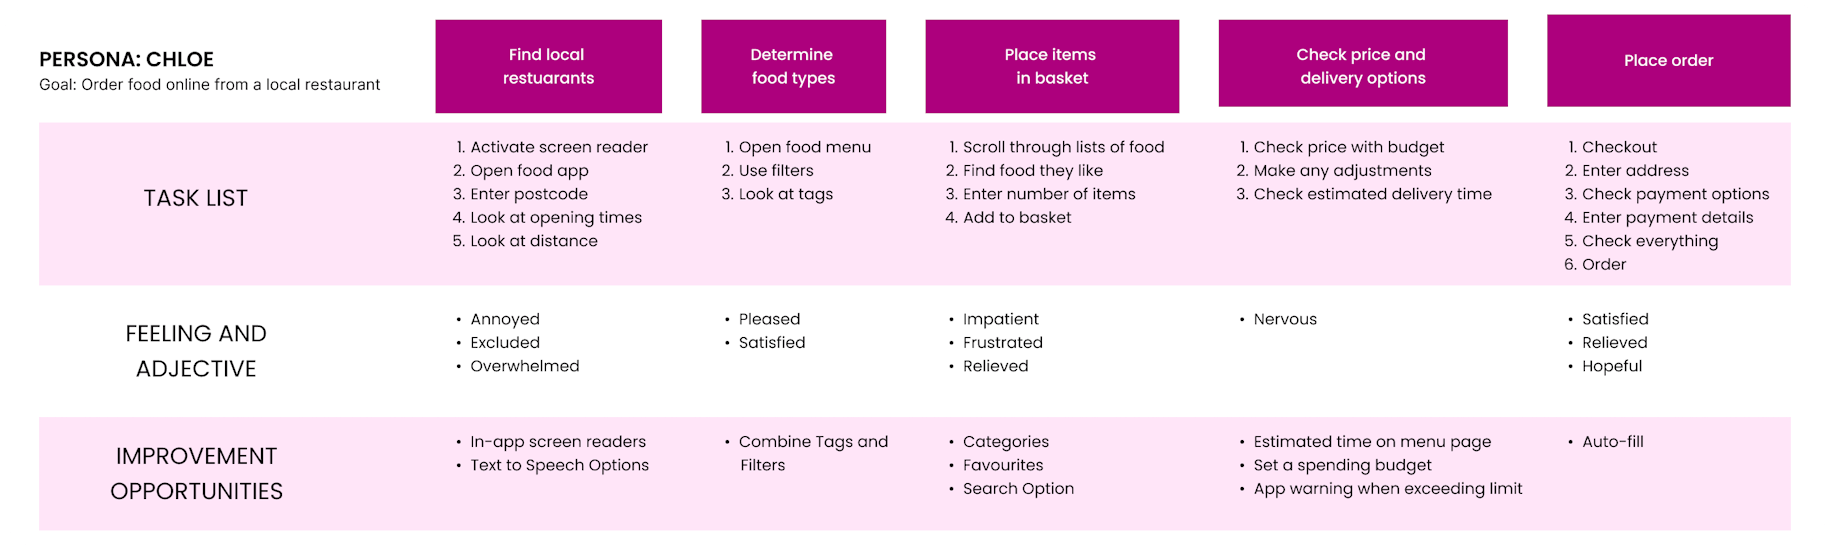 PERSONA: CHLOE
Goal: Order food online from a local restaurant
Find local
restuarants
Determine
food types
Place items
in basket
Check price and
delivery options
Place order
TASK LIST
1. Activate screen reader
2. Open food app
3. Enter postcode
4. Look at opening times
5. Look at distance
1. Open food menu
2. Use filters
3. Look at tags
1. Scroll through lists of food
2. Find food they like
3. Enter number of items
4. Add to basket
1. Check price with budget
2. Make any adjustments
3. Check estimated delivery time
1. Checkout
2. Enter address
3. Check payment options
4. Enter payment details
5. Check everything
6. Order
FEELING AND
ADJECTIVE
• Annoyed
• Excluded
• Overwhelmed
• Pleased
• Satisfied
• Impatient
• Frustrated
• Relieved
• Nervous
• Satisfied
• Relieved
• Hopeful
IMPROVEMENT
OPPORTUNITIES
• In-app screen readers
• Text to Speech Options
• Combine Tags and
Filters
• Categories
• Favourites
• Search Option
• Estimated time on menu page
• Set a spending budget
• App warning when exceeding limit
• Auto-fill